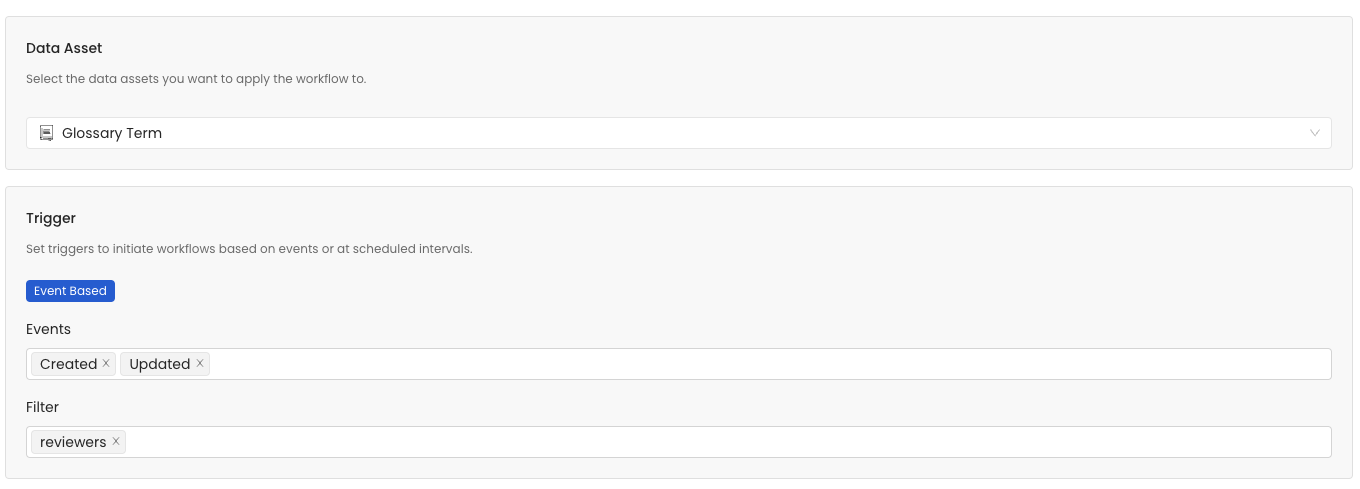 Data Asset
Select the data assets you want to apply the workflow to.
Glossary Term
Trigger
Set triggers to initiate workflows based on events or at scheduled intervals.
Event Based
Events
Created Updated
Filter
reviewers